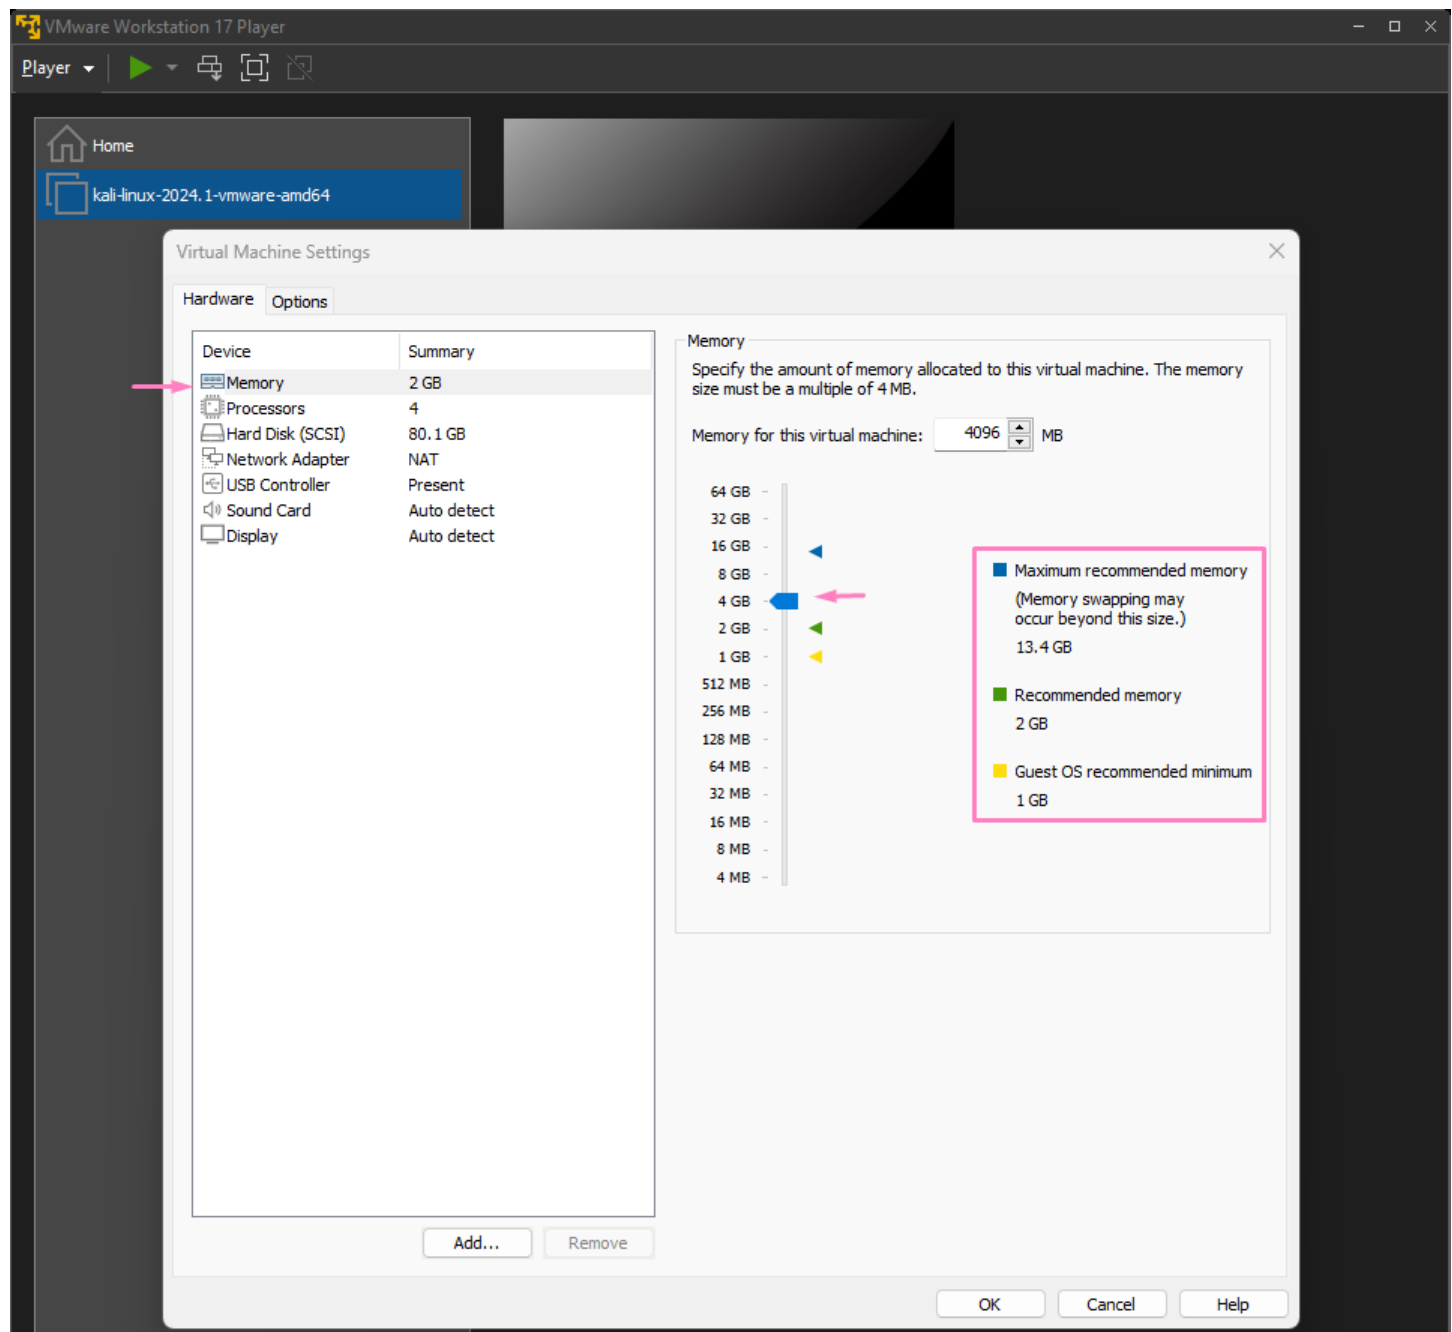 VMware Workstation 17 Player
Player
Home
kali-linux-2024.1-vmware-amd64
Virtual Machine Settings
Hardware
Options
Device Summary
Memory 2 GB
Processors 4
Hard Disk (SCSI) 80.1 GB
Network Adapter NAT
USB Controller Present
Sound Card Auto detect
Display Auto detect
Add...
Remove
Memory
Specify the amount of memory allocated to this virtual machine. The memory
size must be a multiple of 4 MB.
Memory for this virtual machine: 4096 MB
64 GB
32 GB
16 GB
8 GB
4 GB
2 GB
1 GB
512 MB
256 MB
128 MB
64 MB
32 MB
16 MB
8 MB
4 MB
Maximum recommended memory
(Memory swapping may
occur beyond this size.)
13.4 GB
Recommended memory
2 GB
Guest OS recommended minimum
1 GB
OK
Cancel
Help